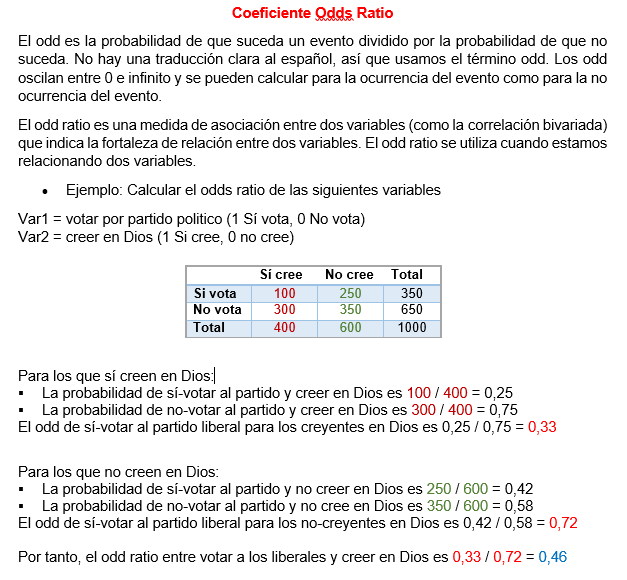 Coeficiente Odds Ratio
El odd es la probabilidad de que suceda un evento dividido por la probabilidad de que no
suceda. No hay una traducción clara al español, así que usamos el término odd. Los odd
oscilan entre 0 e infinito y se pueden calcular para la ocurrencia del evento como para la no
ocurrencia del evento.
El odd ratio es una medida de asociación entre dos variables (como la correlación bivariada)
que indica la fortaleza de relación entre dos variables. El odd ratio se utiliza cuando estamos
relacionando dos variables.
• Ejemplo: Calcular el odds ratio de las siguientes variables
Var1 = votar por partido politico (1 Sí vota, 0 No vota)
Var2 = creer en Dios (1 Si cree, 0 no cree)
Sí cree No cree Total
Si vota 100 250 350
No vota 300 350 650
Total 400 600 1000
Para los que sí creen en Dios:
▪ La probabilidad de sí-votar al partido y creer en Dios es 100 / 400 = 0,25
▪ La probabilidad de no-votar al partido y creer en Dios es 300 / 400 = 0,75
El odd de sí-votar al partido liberal para los creyentes en Dios es 0,25 / 0,75 = 0,33
Para los que no creen en Dios:
▪ La probabilidad de sí-votar al partido y no creer en Dios es 250 / 600 = 0,42
▪ La probabilidad de no-votar al partido y no cree en Dios es 350 / 600 = 0,58
El odd de sí-votar al partido liberal para los no-creyentes en Dios es 0,42 / 0,58 = 0,72
Por tanto, el odd ratio entre votar a los liberales y creer en Dios es 0,33 / 0,72 = 0,46